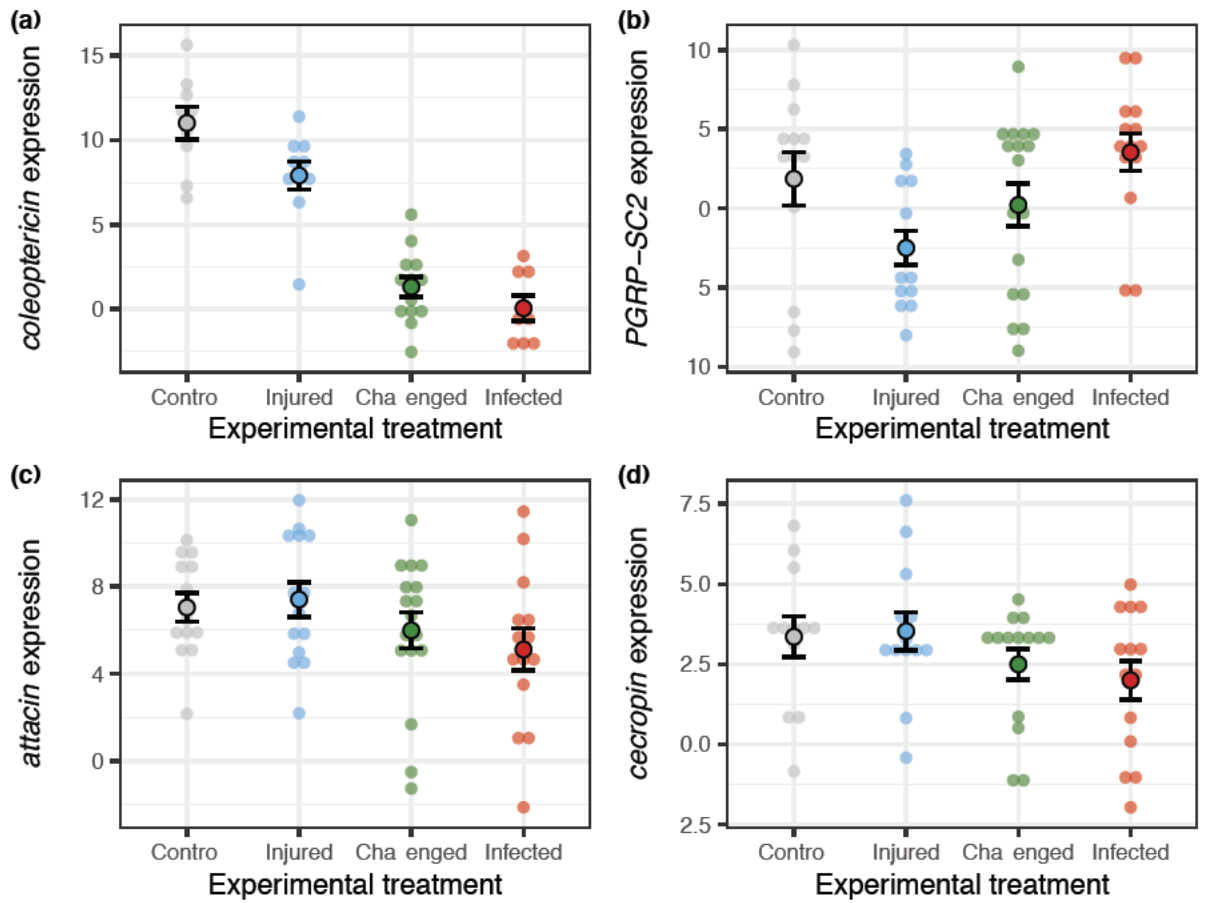 (a)
coleoptericin expression
15
10
5
0
Contro Injured Cha enged Infected
Experimental treatment
(b)
PGRP−SC2 expression
10
5
0
5
10
Contro Injured Cha enged Infected
Experimental treatment
(c)
attacin expression
12
8
4
0
Contro Injured Cha enged Infected
Experimental treatment
(d)
cecropin expression
7.5
5.0
2.5
0.0
2.5
Contro Injured Cha enged Infected
Experimental treatment